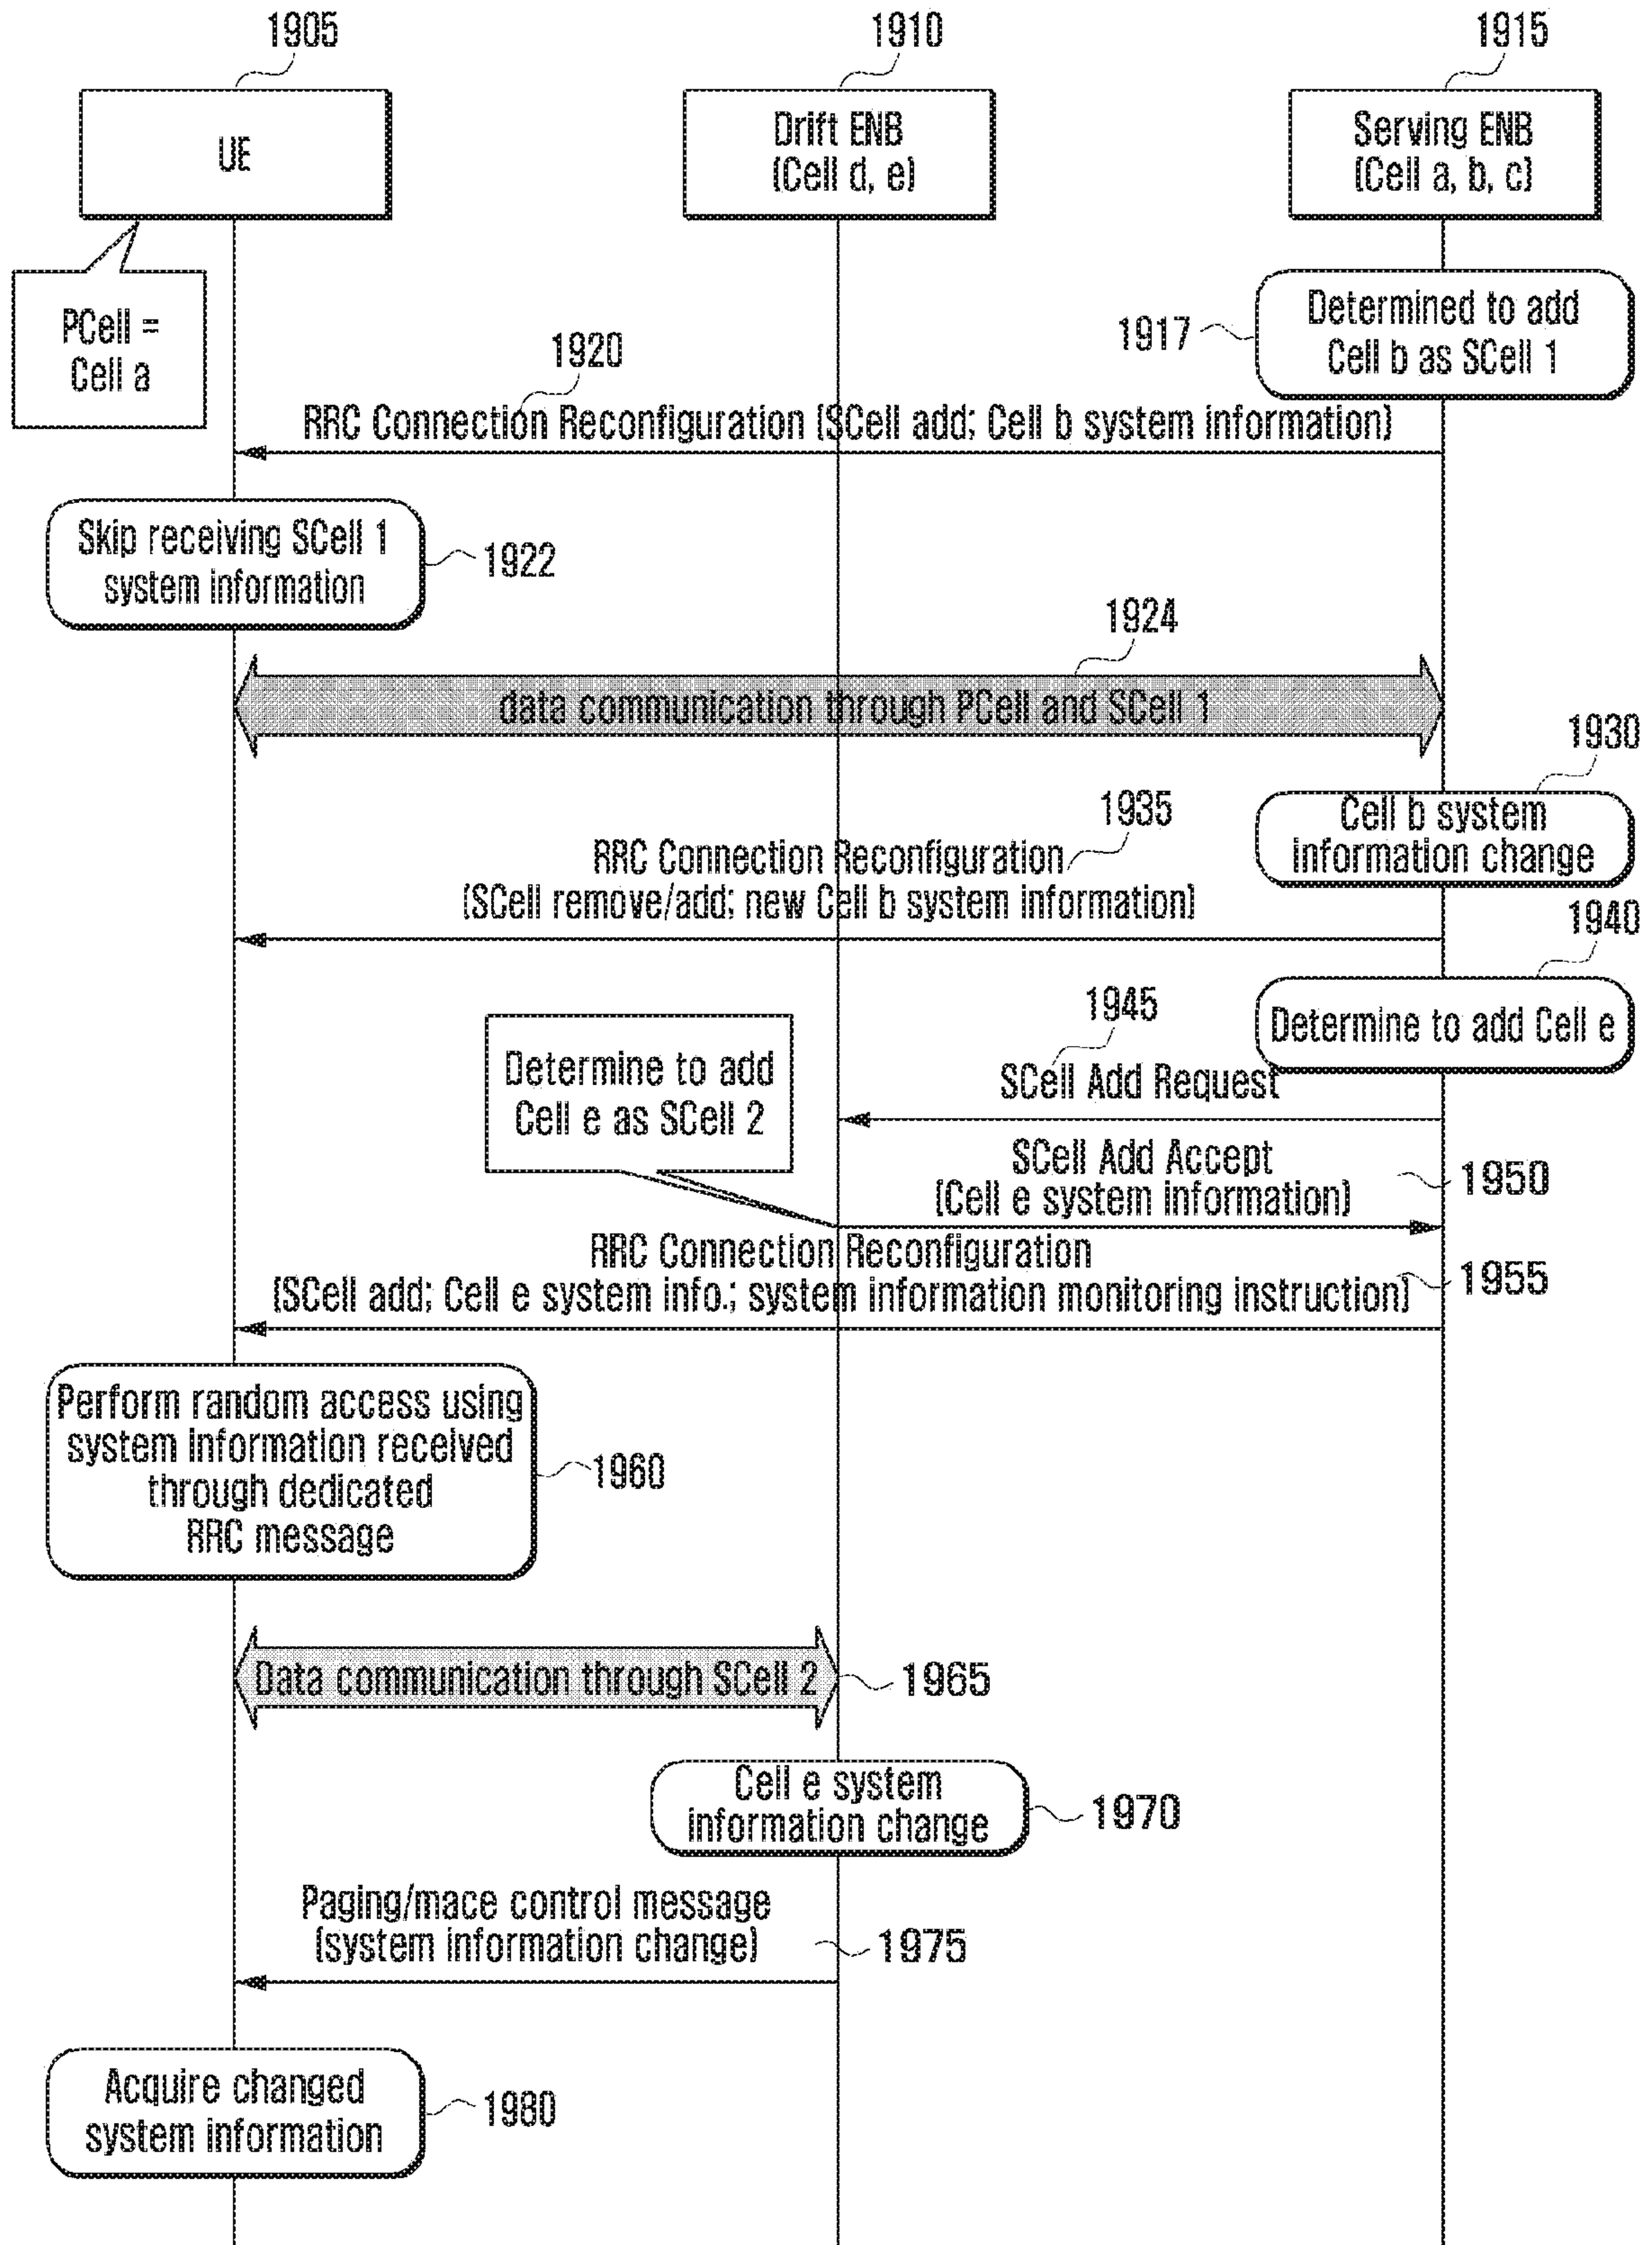 1905
1910
1915
UE
Drift ENB
(Cell d, e)
Serving ENB
(Cell a, b, c)
PCell =
Cell a
1917
Determined to add
Cell b as SCell 1
1920
RRC Connection Reconfiguration (SCell add; Cell b system information)
Skip receiving SCell 1
system information
1922
1924
data communication through PCell and SCell 1
1930
Cell b system
information change
1935
RRC Connection Reconfiguration
(SCell remove/add; new Cell b system information)
1940
Determine to add Cell e
1945
SCell Add Request
Determine to add
Cell e as SCell 2
SCell Add Accept
(Cell e system information)
1950
RRC Connection Reconfiguration
(SCell add; Cell e system info.; system information monitoring instruction)
1955
Perform random access using
system information received
through dedicated
RRC message
1960
Data communication through SCell 2
1965
Cell e system
information change
1970
Paging/mace control message
(system information change)
1975
Acquire changed
system information
1980